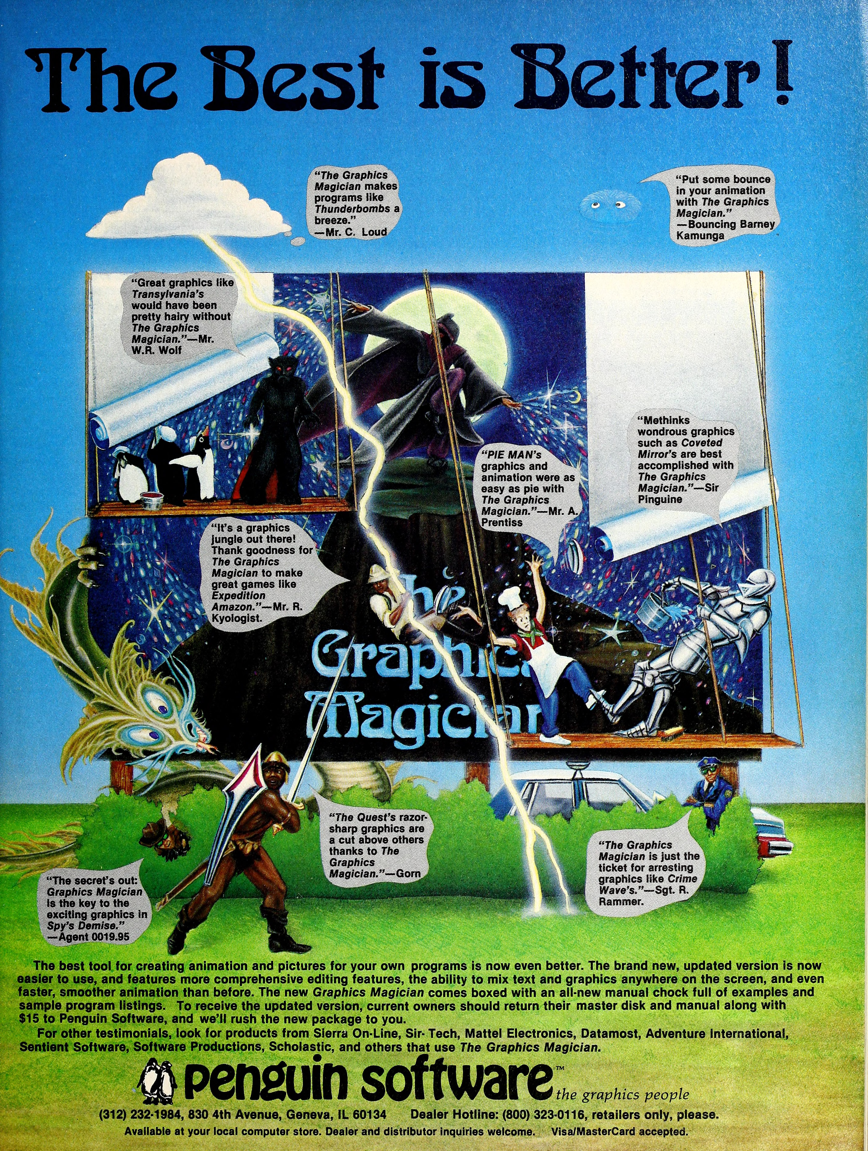 The Best is Better!
"The Graphics
Magician makes
programs like
Thunderbombs a
breeze."
—Mr. C. Loud
"Put some bounce
in your animation
with The Graphics
Magician."
—Bouncing Barney
Kamunga
"Great graphics like
Transylvania's
would have been
pretty hairy without
The Graphics
Magician."—Mr.
W.R. Wolf
"Methinks
wondrous graphics
such as Coveted
Mirror's are best
accomplished with
The Graphics
Magician."—Sir
Pinguine
"PIE MAN's
graphics and
animation were as
easy as pie with
The Graphics
Magician."—Mr. A.
Prentiss
"It's a graphics
jungle out there!
Thank goodness for
The Graphics
Magician to make
great games like
Expedition
Amazon."—Mr. R.
Kyologist.
The
Graphics
Magician
"The Quest's razor-
sharp graphics are
a cut above others
thanks to The
Graphics
Magician."—Gorn
"The Graphics
Magician is just the
ticket for arresting
graphics like Crime
Wave's."—Sgt. R.
Rammer.
"The secret's out:
Graphics Magician
is the key to the
exciting graphics in
Spy's Demise."
—Agent 0019.95
The best tool for creating animation and pictures for your own programs is now even better. The brand new, updated version is now
easier to use, and features more comprehensive editing features, the ability to mix text and graphics anywhere on the screen, and even
faster, smoother animation than before. The new Graphics Magician comes boxed with an all-new manual chock full of examples and
sample program listings. To receive the updated version, current owners should return their master disk and manual along with
$15 to Penguin Software, and we'll rush the new package to you.
For other testimonials, look for products from Sierra On-Line, Sir-Tech, Mattel Electronics, Datamost, Adventure International,
Sentient Software, Software Productions, Scholastic, and others that use The Graphics Magician.
penguin software™ the graphics people
(312) 232-1984, 830 4th Avenue, Geneva, IL 60134 Dealer Hotline: (800) 323-0116, retailers only, please.
Available at your local computer store. Dealer and distributor inquiries welcome. Visa/MasterCard accepted.